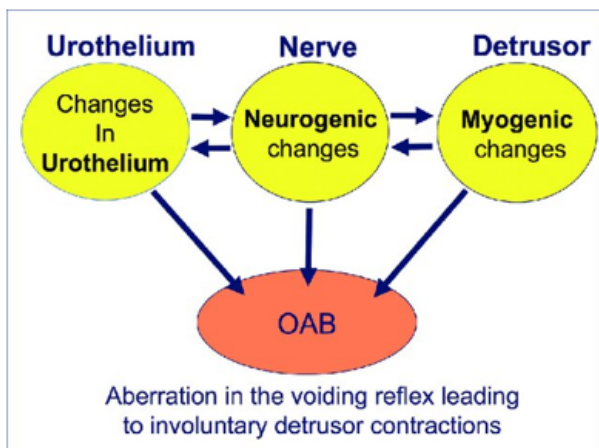 Urothelium Nerve Detrusor
Changes
In
Urothelium
Neurogenic
changes
Myogenic
changes
OAB
Aberration in the voiding reflex leading
to involuntary detrusor contractions